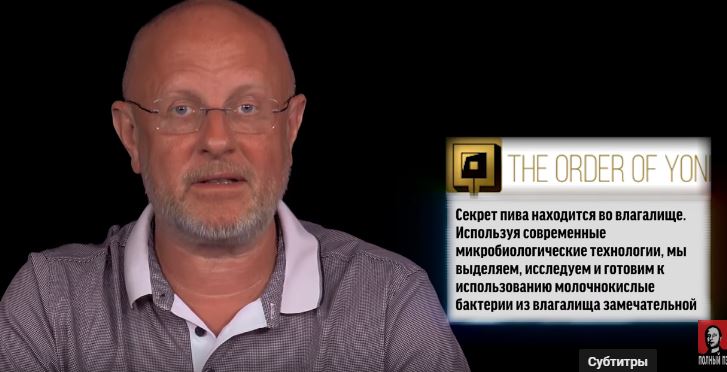 THE ORDER OF YONI
Секрет пива находится во влагалище.
Используя современные
микробиологические технологии, мы
выделяем, исследуем и готовим к
использованию молочнокислые
бактерии из влагалища замечательной
Субтитры
ПОЛНЫЙ П